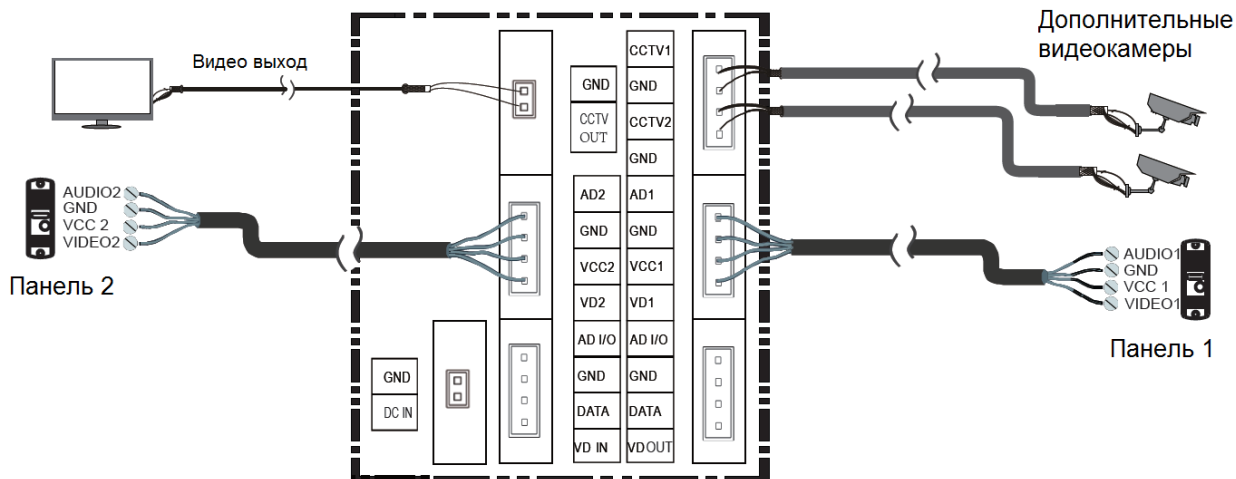 Видео выход
AUDIO2
GND
VCC 2
VIDEO2
Панель 2
GND
DC IN
GND
CCTV
OUT
AD2
GND
VCC2
VD2
AD I/O
GND
DATA
VD IN
CCTV1
GND
CCTV2
GND
AD1
GND
VCC1
VD1
AD I/O
GND
DATA
VD OUT
Дополнительные
видеокамеры
AUDIO1
GND
VCC 1
VIDEO1
Панель 1